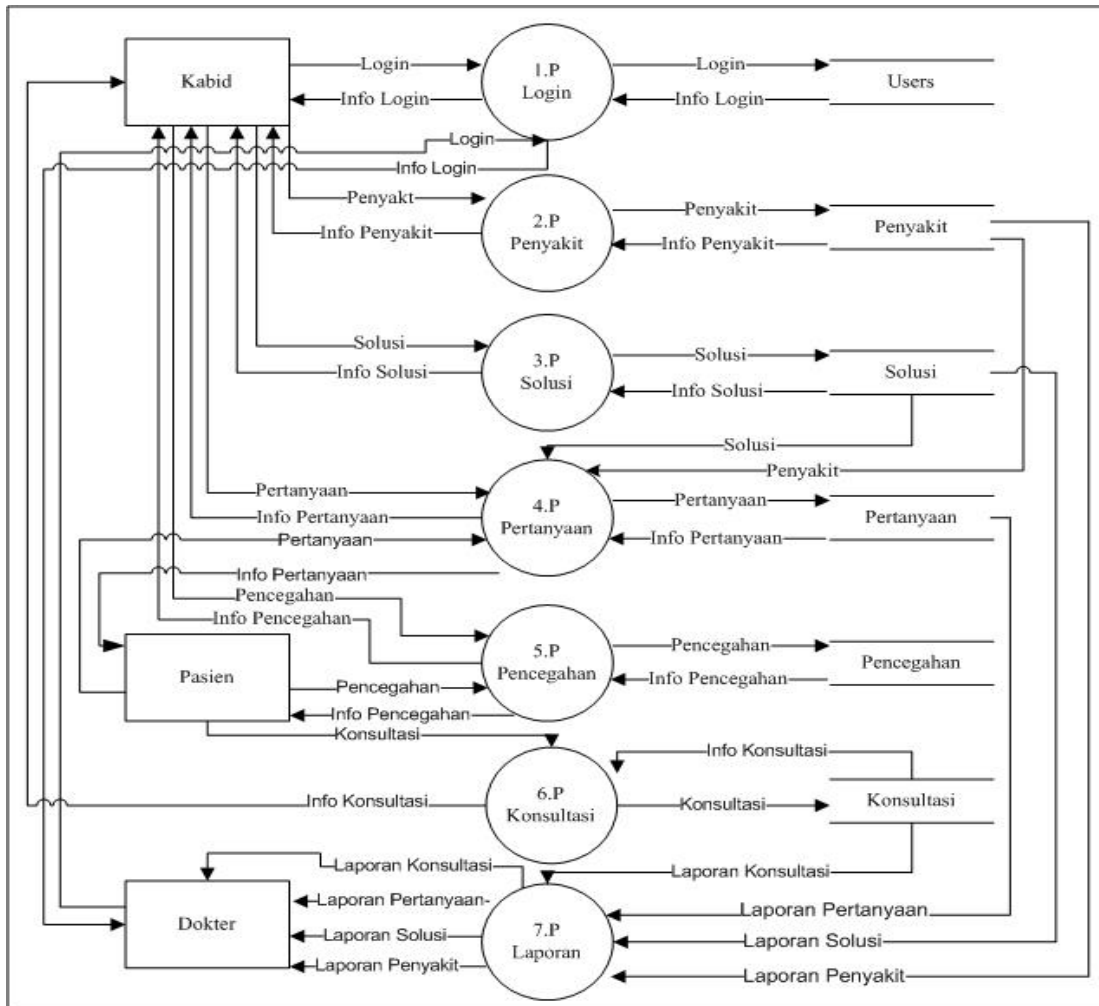 Kabid
Login
1.P
Login
Login
Users
Info Login
Info Login
Login
Info Login
Penyakt
2.P
Penyakit
Penyakit
Penyakit
Info Penyakit
Info Penyakit
Solusi
3.P
Solusi
Solusi
Solusi
Info Solusi
Info Solusi
Solusi
Penyakit
Pertanyaan
4.P
Pertanyaan
Pertanyaan
Pertanyaan
Info Pertanyaan
Info Pertanyaan
Pertanyaan
Info Pertanyaan
Pencegahan
Info Pencegahan
Pasien
5.P
Pencegahan
Pencegahan
Pencegahan
Info Pencegahan
Pencegahan
Info Pencegahan
Konsultasi
Info Konsultasi
6.P
Konsultasi
Info Konsultasi
Konsultasi
Konsultasi
Laporan Konsultasi
Laporan Konsultasi
Dokter
Laporan Pertanyaan
7.P
Laporan
Laporan Pertanyaan
Laporan Solusi
Laporan Solusi
Laporan Penyakit
Laporan Penyakit